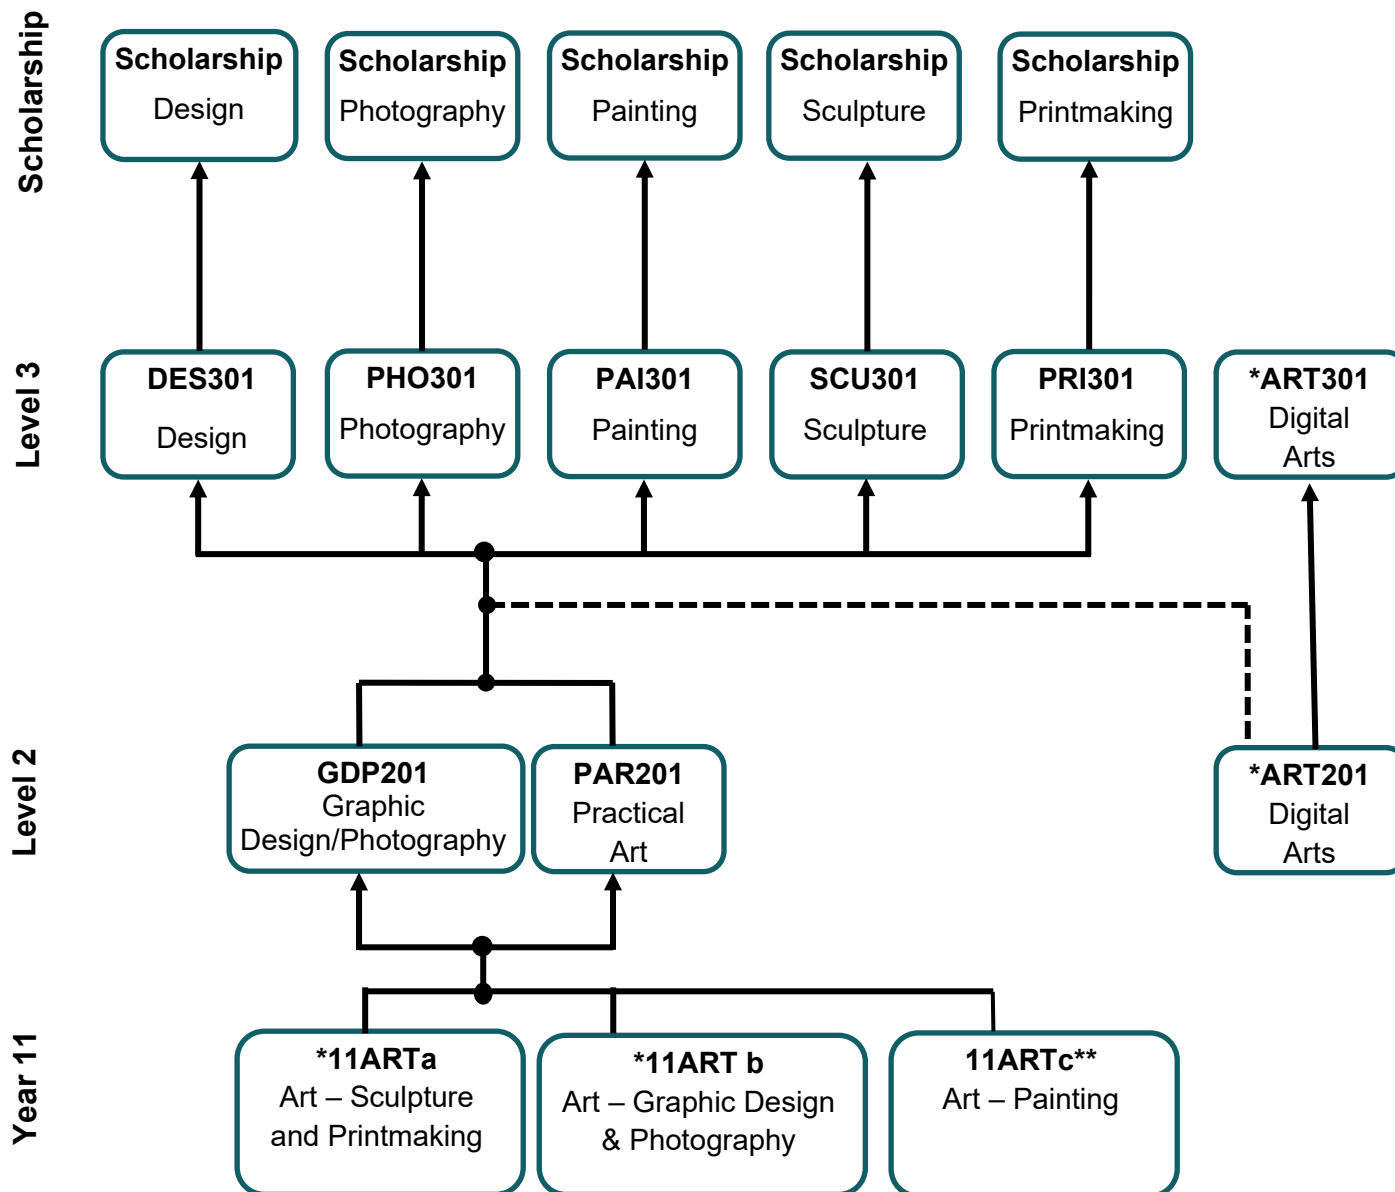 Scholarship
Scholarship
Design
Scholarship
Photography
Scholarship
Painting
Scholarship
Sculpture
Scholarship
Printmaking
Level 3
DES301
Design
PHO301
Photography
PAI301
Painting
SCU301
Sculpture
PRI301
Printmaking
*ART301
Digital
Arts
Level 2
GDP201
Graphic
Design/Photography
PAR201
Practical
Art
*ART201
Digital
Arts
Year 11
*11ARTa
Art – Sculpture
and Printmaking
*11ART b
Art – Graphic Design
& Photography
11ARTc**
Art – Painting